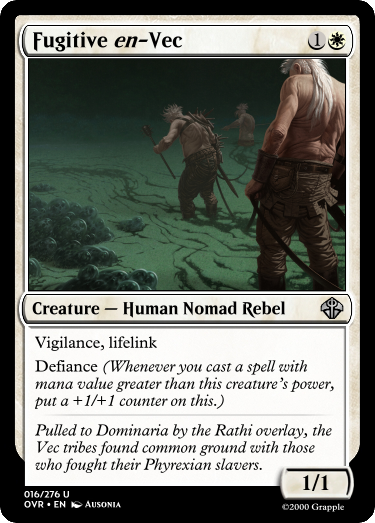 Fugitive en-Vec 1
Creature — Human Nomad Rebel
Vigilance, lifelink
Defiance (Whenever you cast a spell with
mana value greater than this creature's power,
put a +1/+1 counter on this.)
Pulled to Dominaria by the Rathi overlay, the
Vec tribes found common ground with those
who fought their Phyrexian slavers.
1/1
016/276 U
OVR • EN Ausonia
©2000 Grapple